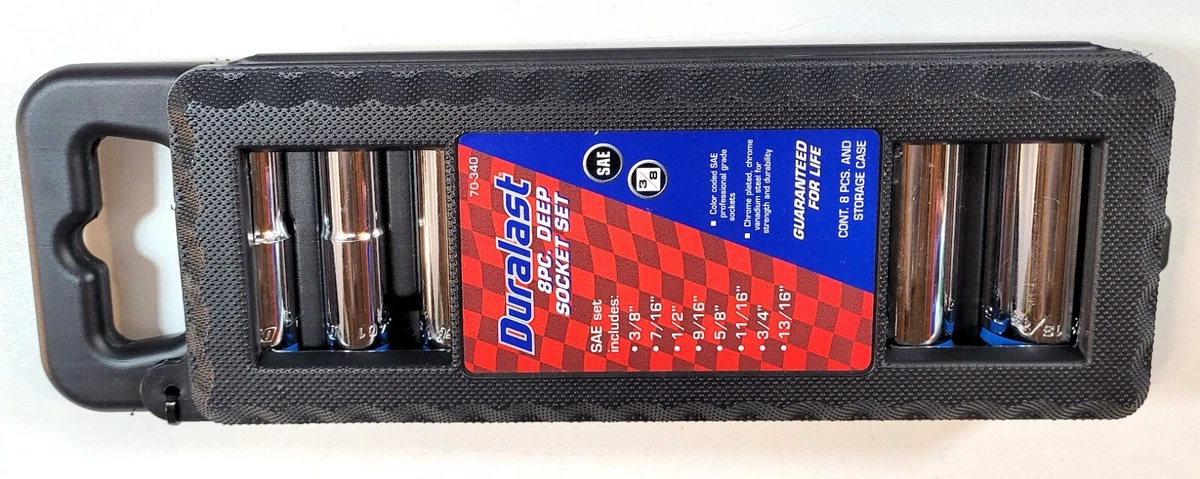 70-340
Duralast
8PC. DEEP
SOCKET SET
SAE set
includes:
• 3/8"
• 7/16"
• 1/2"
• 9/16"
• 5/8"
• 11/16"
• 3/4"
• 13/16"
SAE
3/8
▪ Color coded SAE
professional grade
sockets
▪ Chrome plated, chrome
vanadium steel for
strength and durability
GUARANTEED
FOR LIFE
CONT. 8 PCS. AND
STORAGE CASE